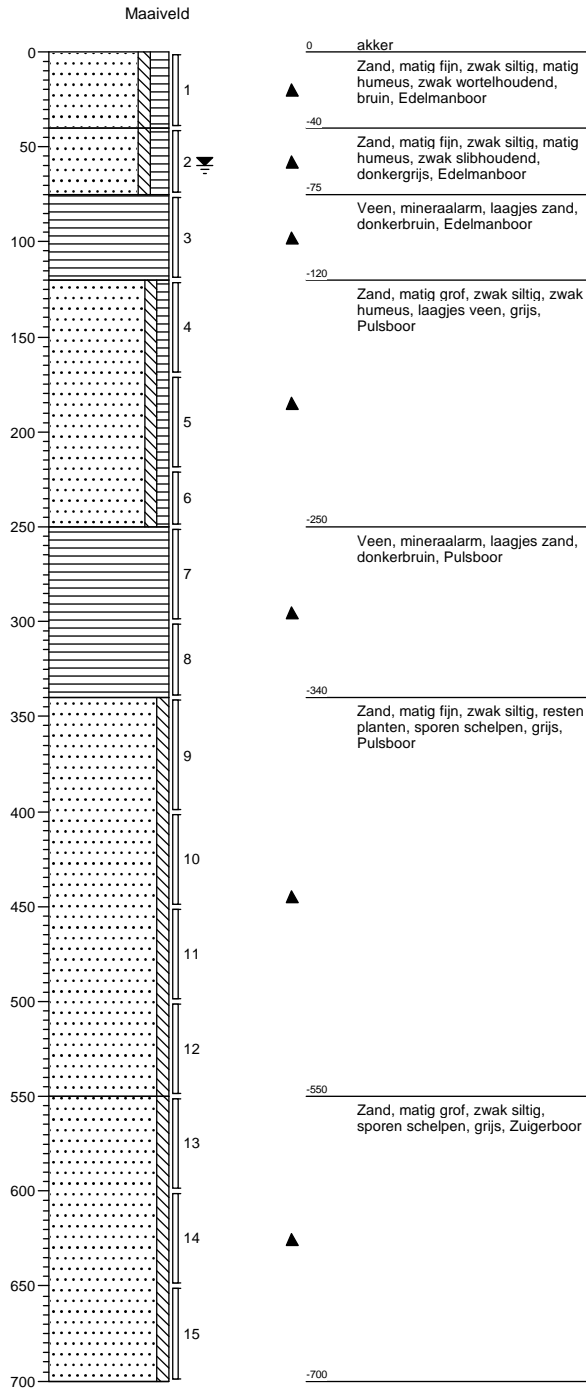 Maaiveld
0
50
100
150
200
250
300
350
400
450
500
550
600
650
700
1
2
3
4
5
6
7
8
9
10
11
12
13
14
15
0 akker
Zand, matig fijn, zwak siltig, matig
humeus, zwak wortelhoudend,
bruin, Edelmanboor
-40
Zand, matig fijn, zwak siltig, matig
humeus, zwak slibhoudend,
donkergrijs, Edelmanboor
-75
Veen, mineraalarm, laagjes zand,
donkerbruin, Edelmanboor
-120
Zand, matig grof, zwak siltig, zwak
humeus, laagjes veen, grijs,
Pulsboor
-250
Veen, mineraalarm, laagjes zand,
donkerbruin, Pulsboor
-340
Zand, matig fijn, zwak siltig, resten
planten, sporen schelpen, grijs,
Pulsboor
-550
Zand, matig grof, zwak siltig,
sporen schelpen, grijs, Zuigerboor
-700